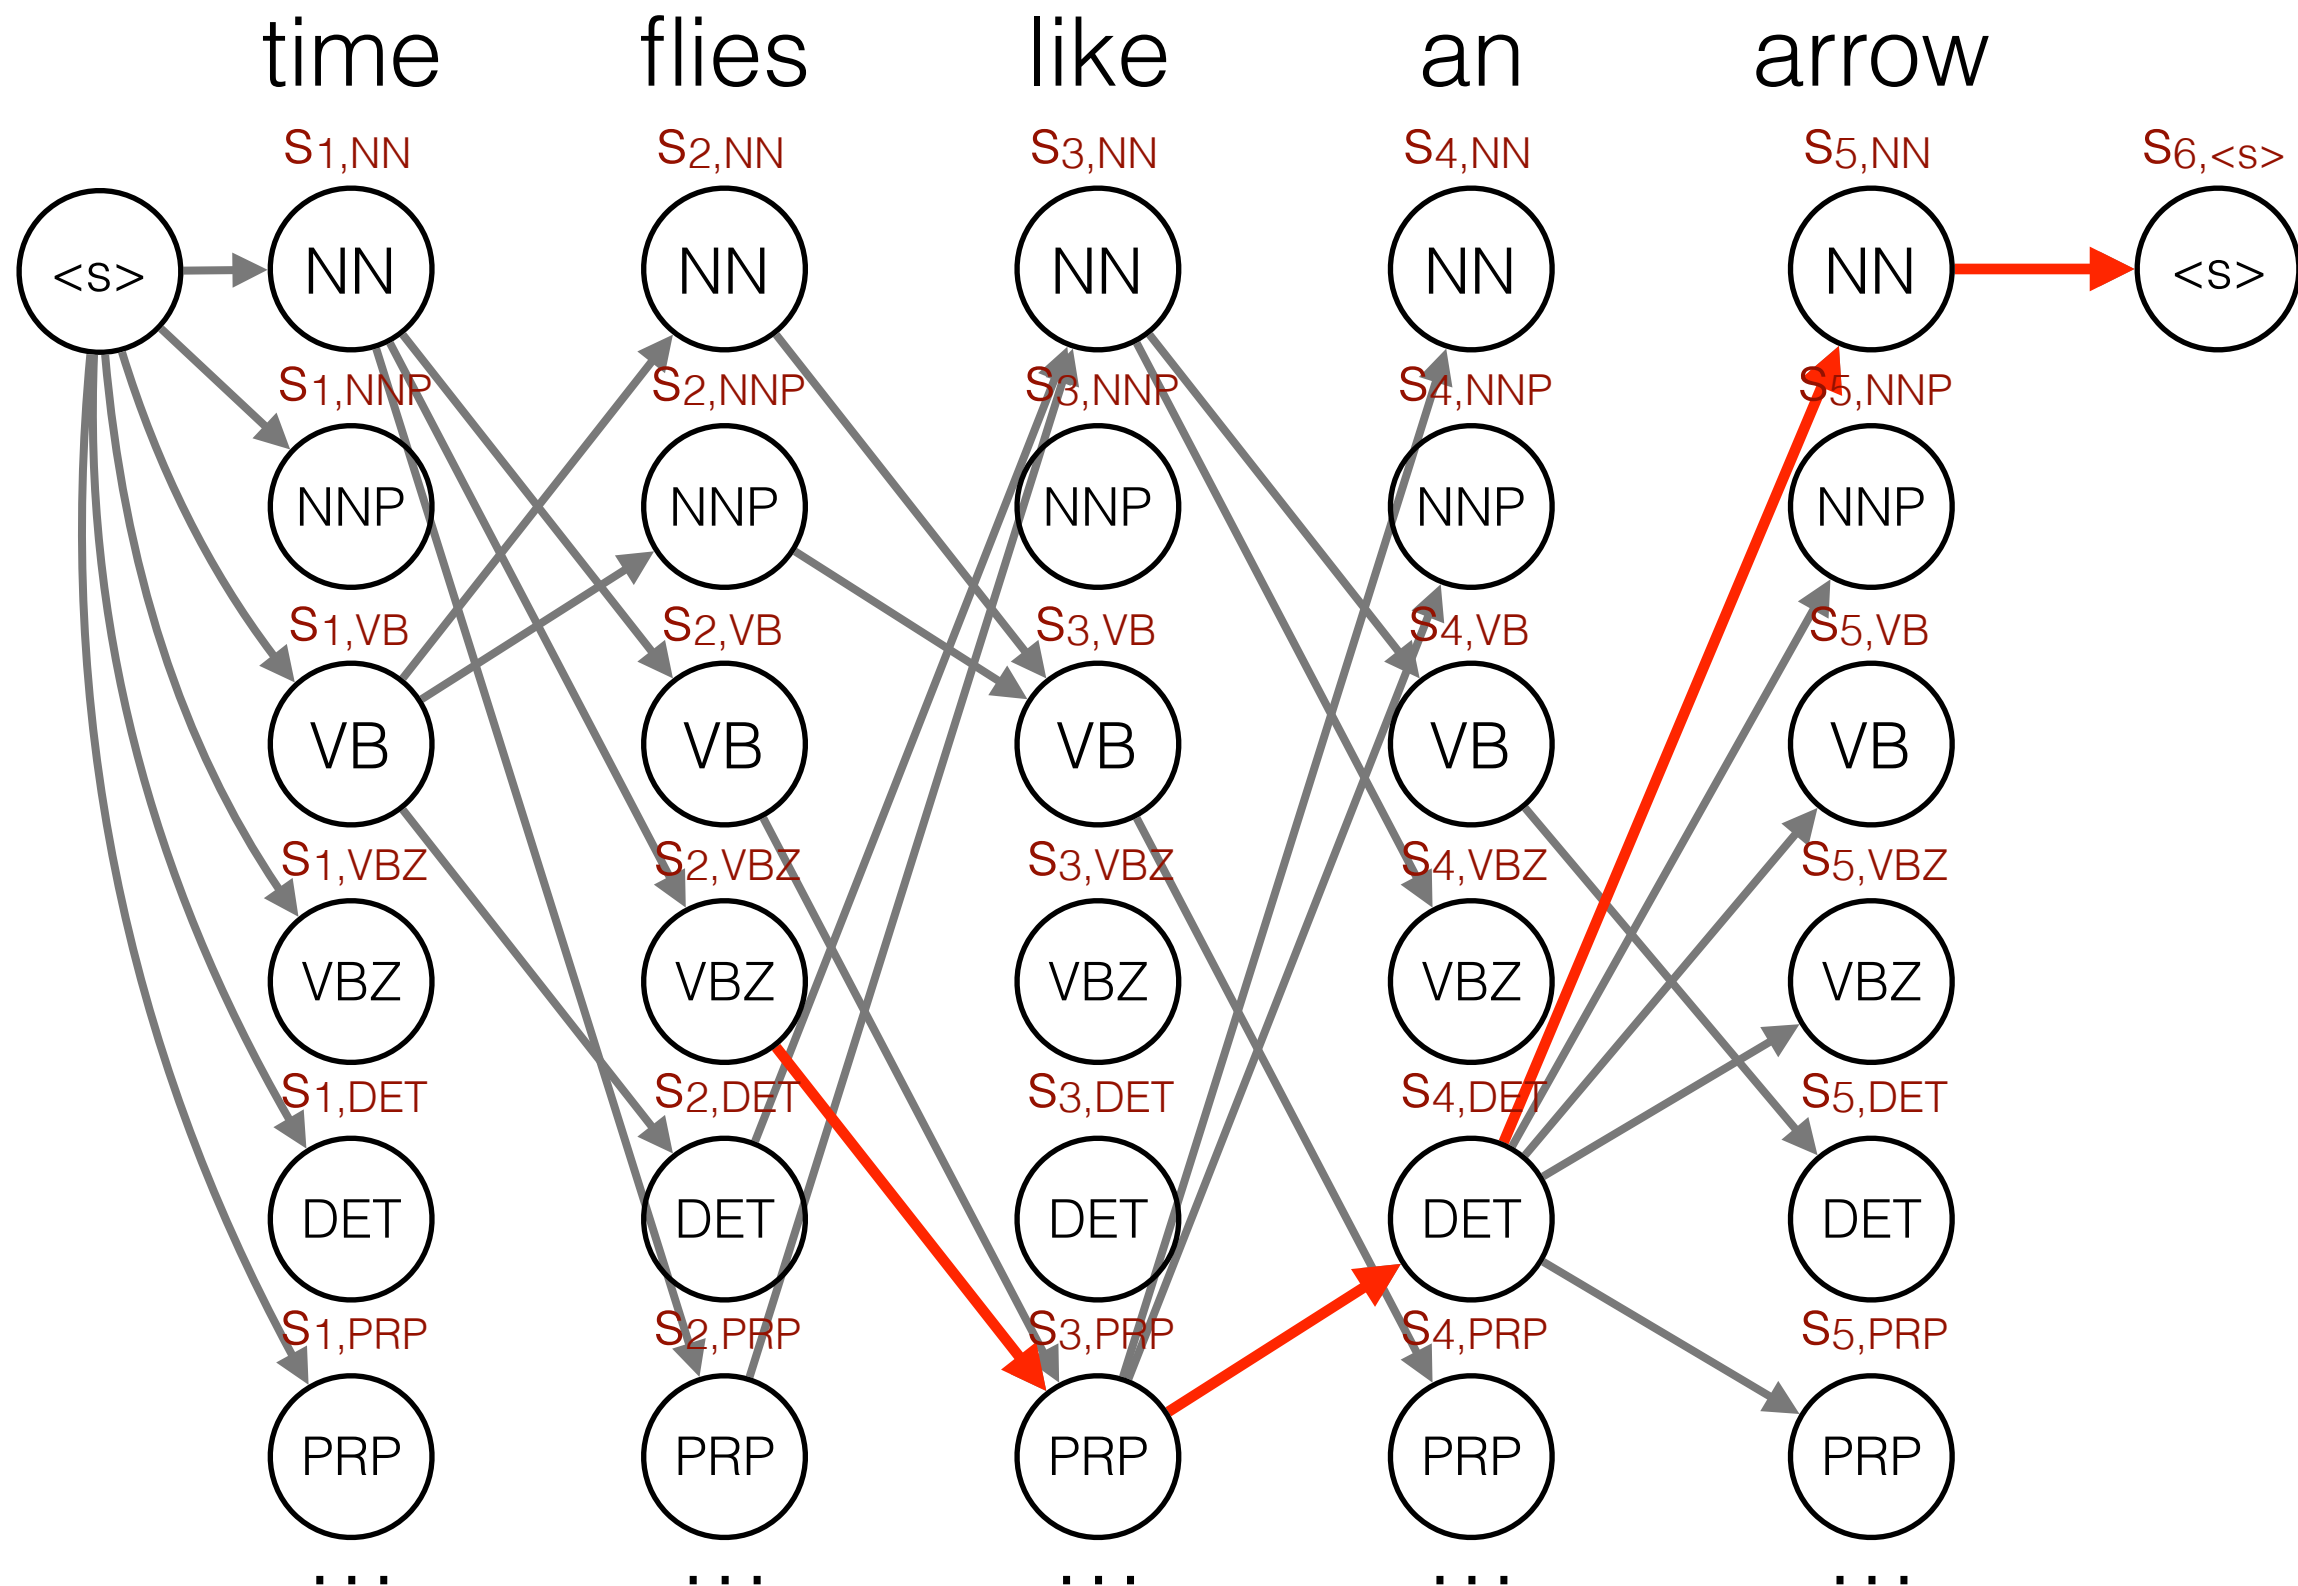 time flies like an arrow
s1,NN s2,NN s3,NN s4,NN s5,NN s6,<s>
<s> NN NN NN NN NN <s>
s1,NNP s2,NNP s3,NNP s4,NNP s5,NNP
NNP NNP NNP NNP NNP
s1,VB s2,VB s3,VB s4,VB s5,VB
VB VB VB VB VB
s1,VBZ s2,VBZ s3,VBZ s4,VBZ s5,VBZ
VBZ VBZ VBZ VBZ VBZ
s1,DET s2,DET s3,DET s4,DET s5,DET
DET DET DET DET DET
s1,PRP s2,PRP s3,PRP s4,PRP s5,PRP
PRP PRP PRP PRP PRP
... ... ... ... ...